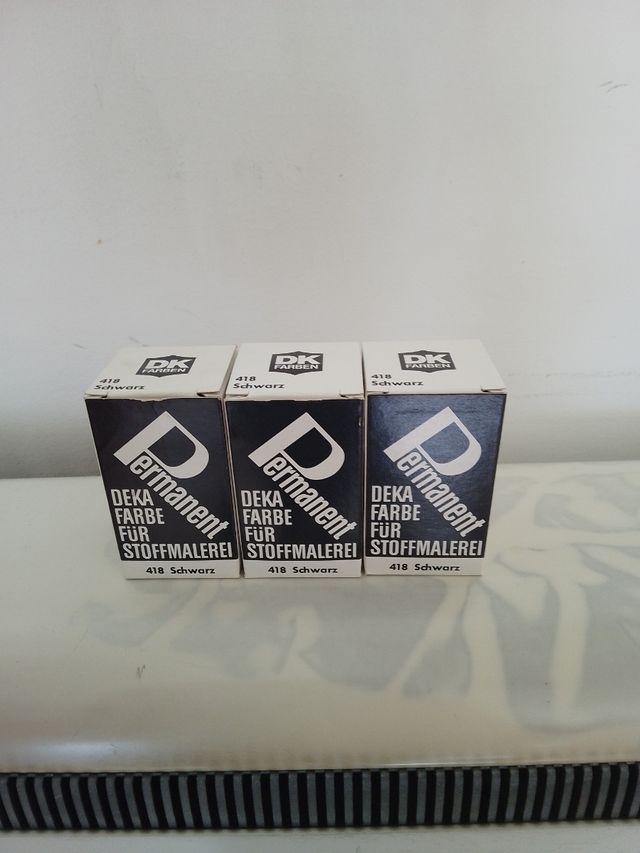 DK
FARBEN
418
Schwarz
Permanent
DEKA
FARBE
FÜR
STOFFMALEREI
418 Schwarz
DK
FARBEN
418
Schwarz
Permanent
DEKA
FARBE
FÜR
STOFFMALEREI
418 Schwarz
DK
FARBEN
418
Schwarz
Permanent
DEKA
FARBE
FÜR
STOFFMALEREI
418 Schwarz